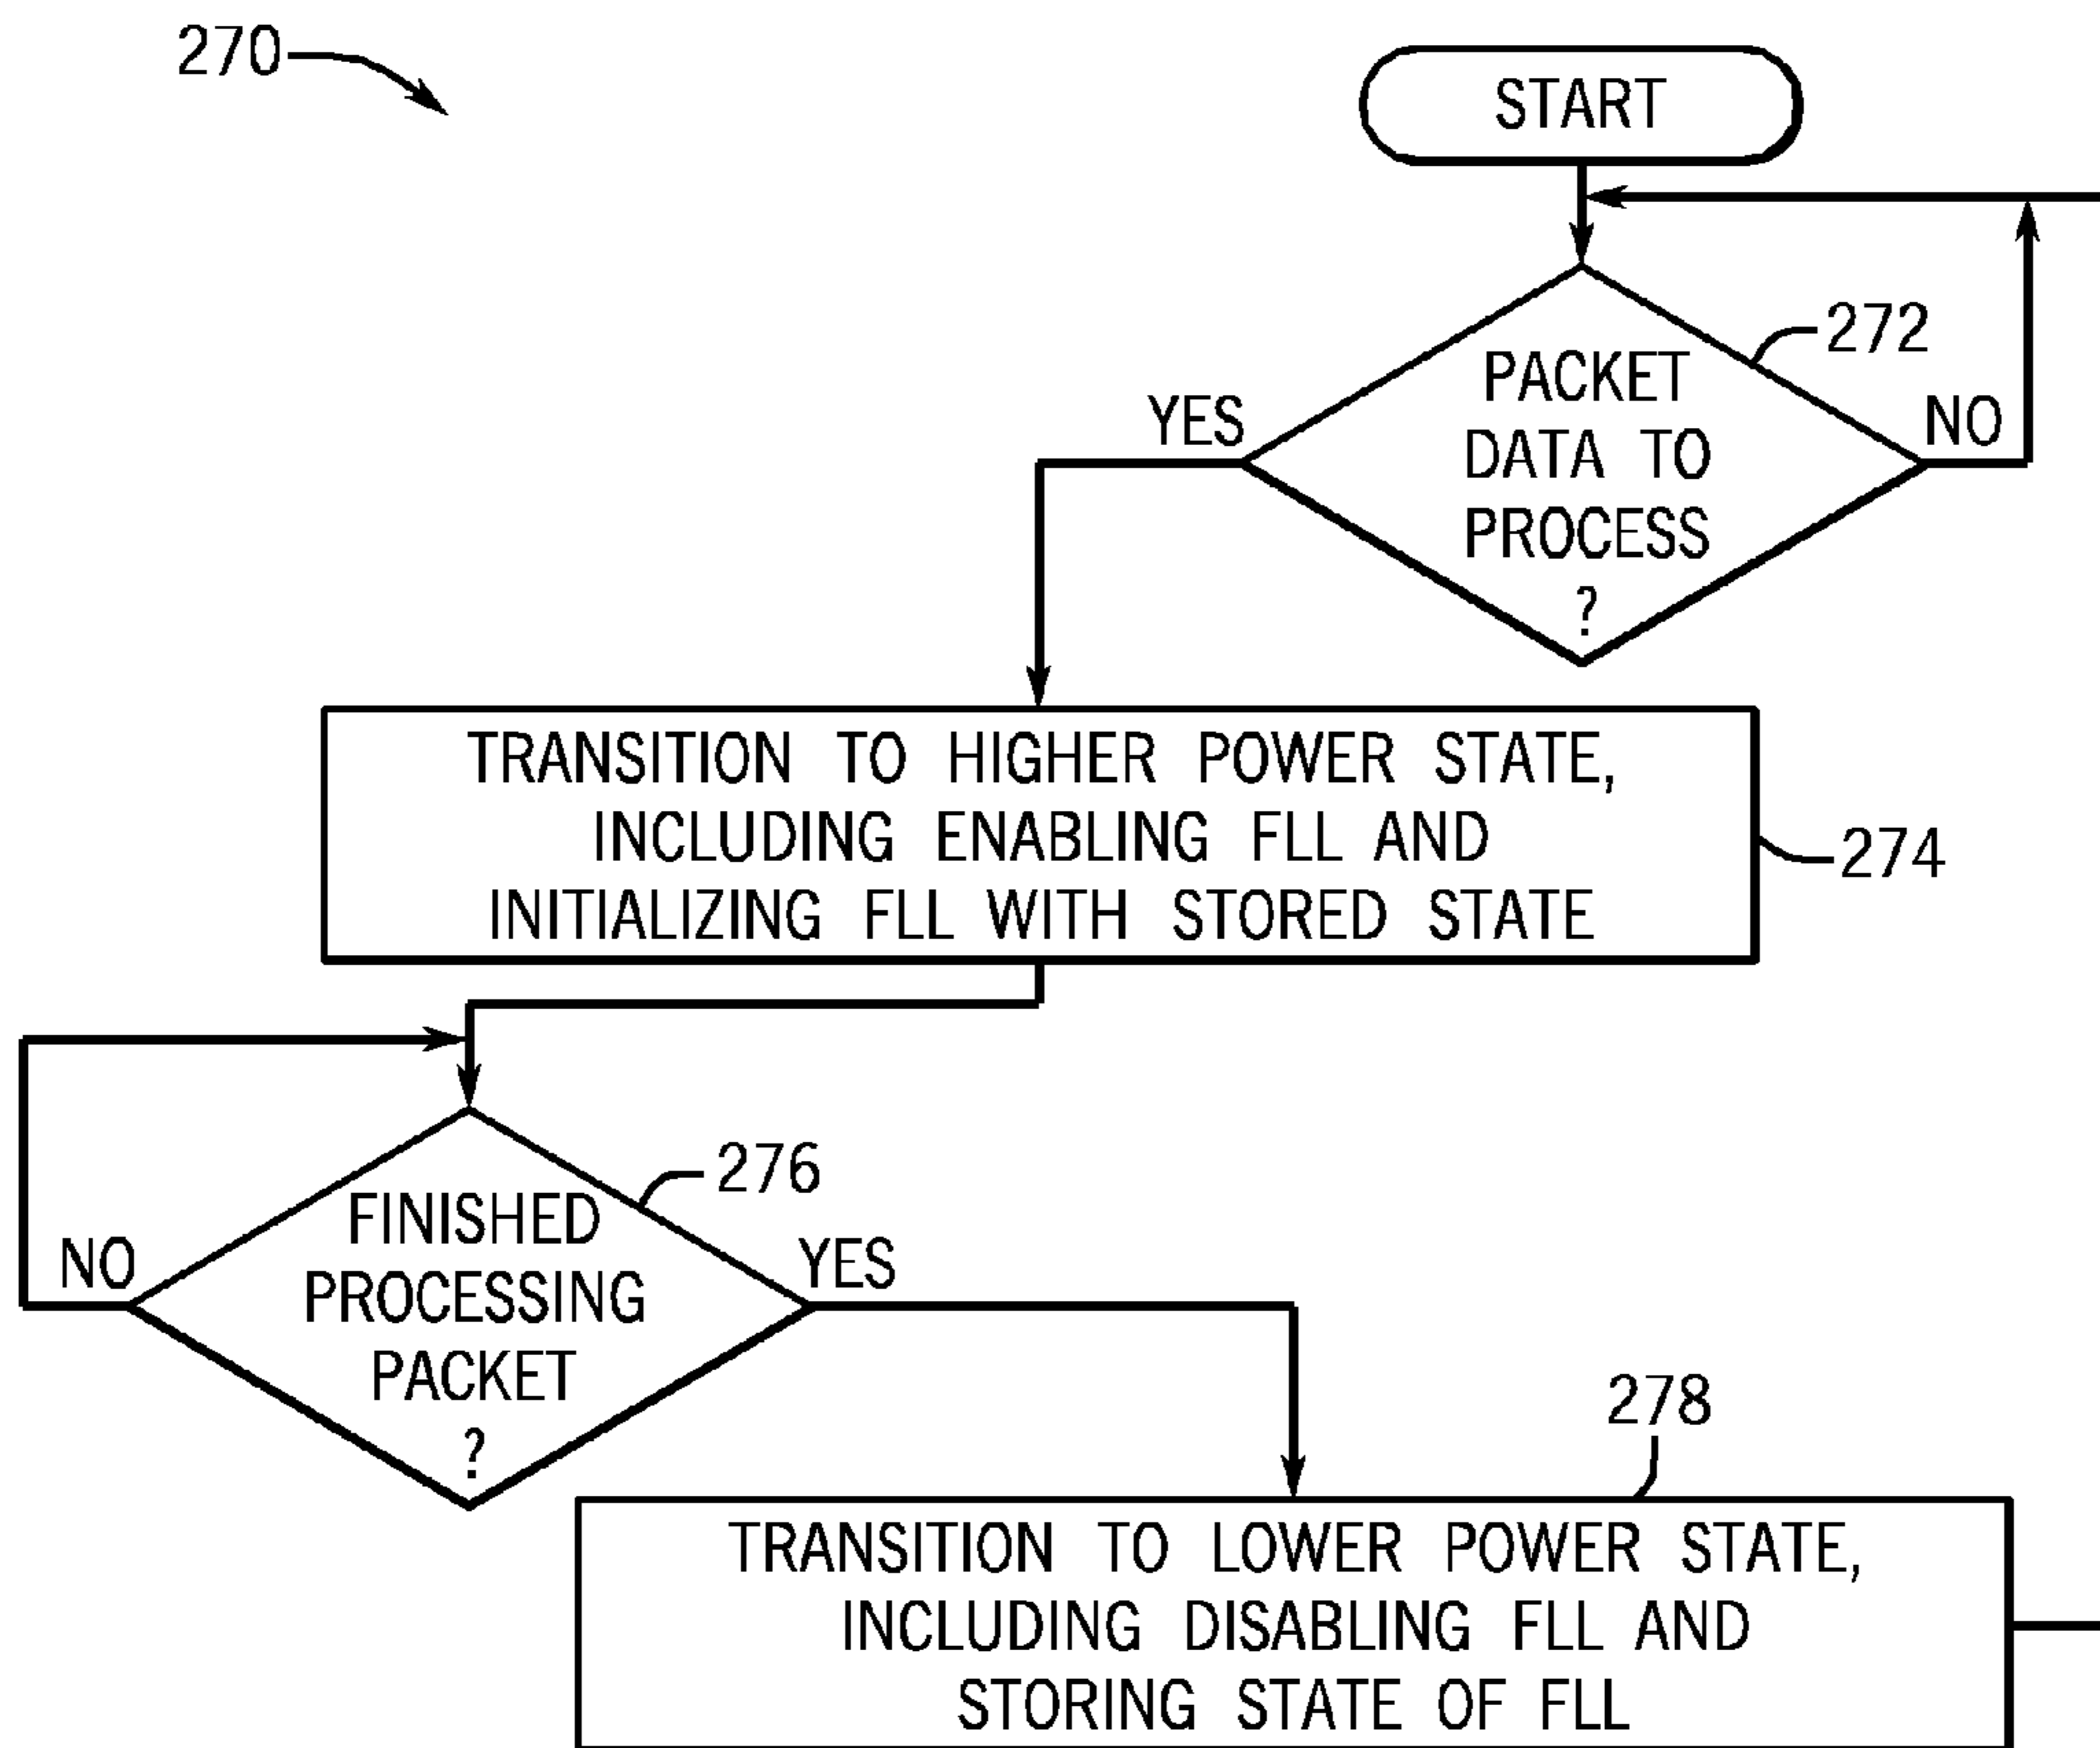 270
START
272
PACKET
DATA TO
PROCESS
?
YES
NO
TRANSITION TO HIGHER POWER STATE,
INCLUDING ENABLING FLL AND
INITIALIZING FLL WITH STORED STATE
274
276
FINISHED
PROCESSING
PACKET
?
NO
YES
278
TRANSITION TO LOWER POWER STATE,
INCLUDING DISABLING FLL AND
STORING STATE OF FLL